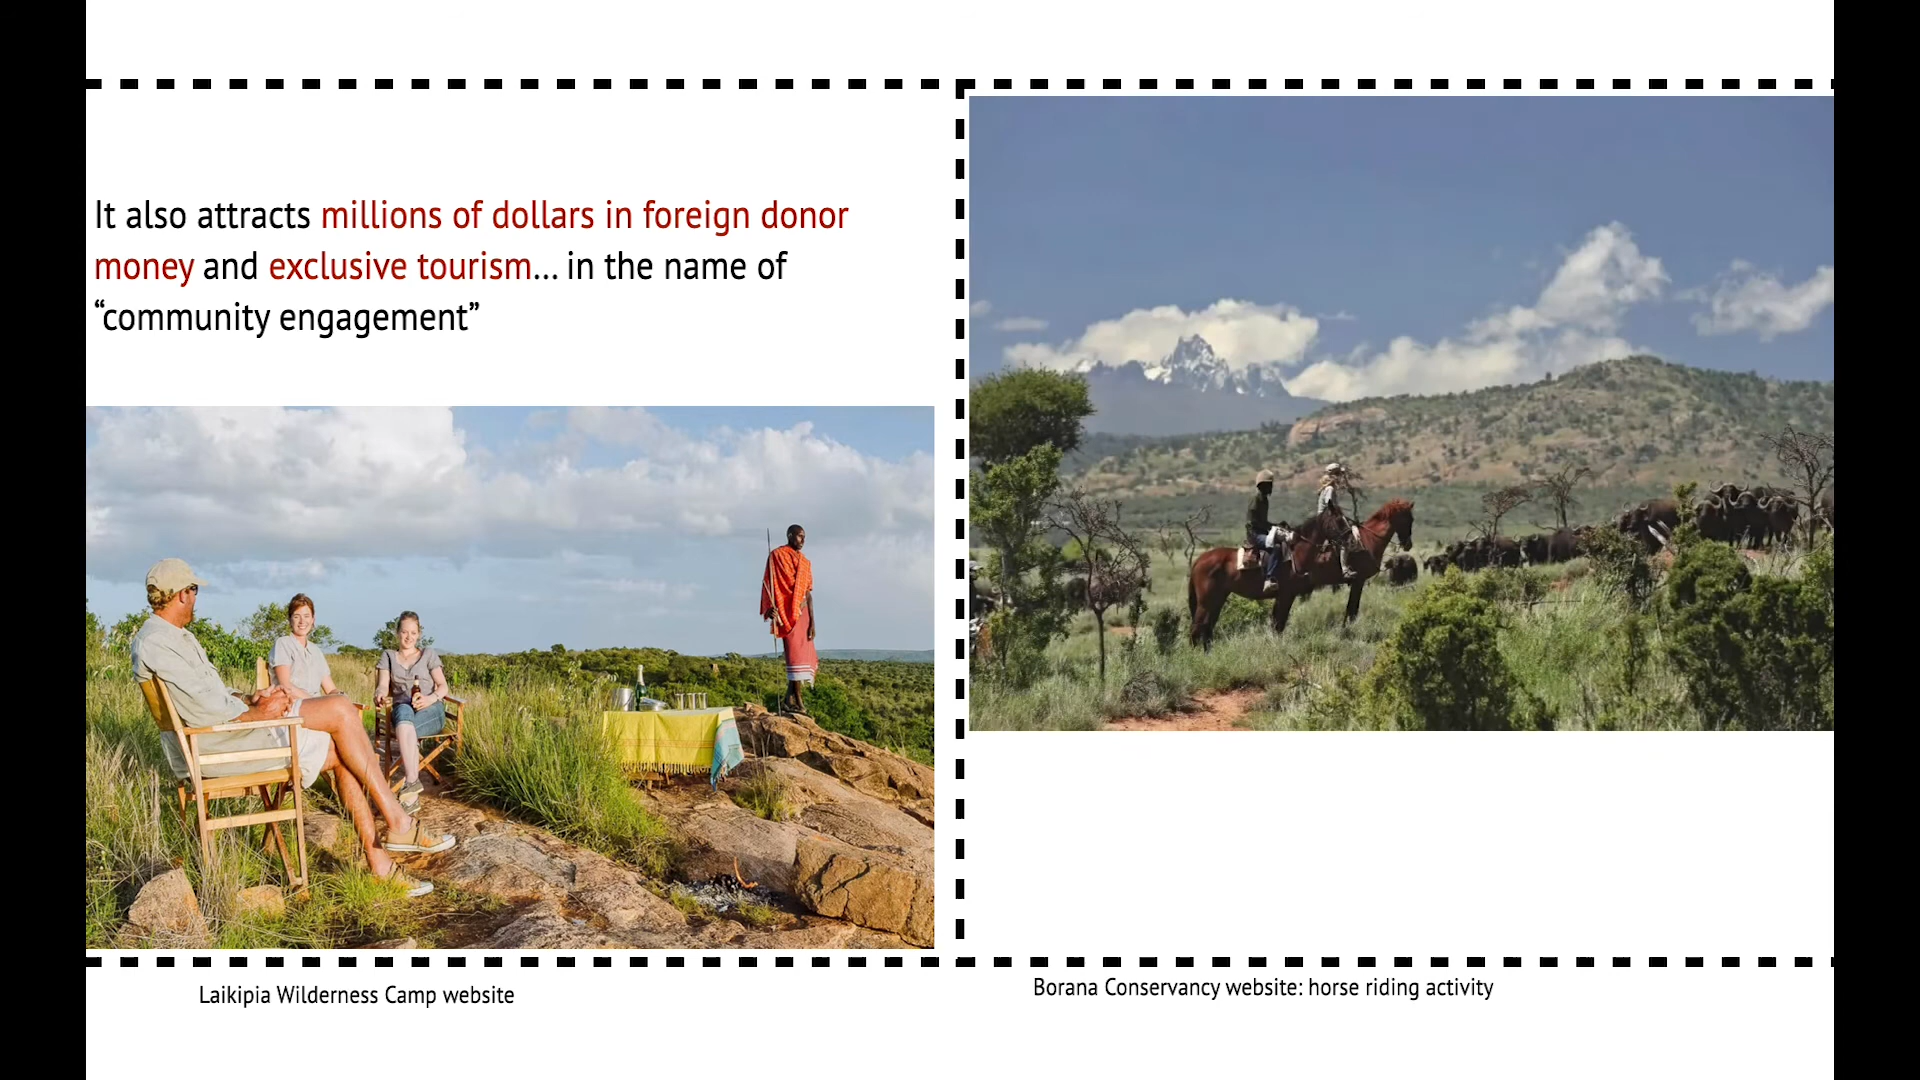 It also attracts millions of dollars in foreign donor
money and exclusive tourism… in the name of
“community engagement”
Laikipia Wilderness Camp website
Borana Conservancy website: horse riding activity